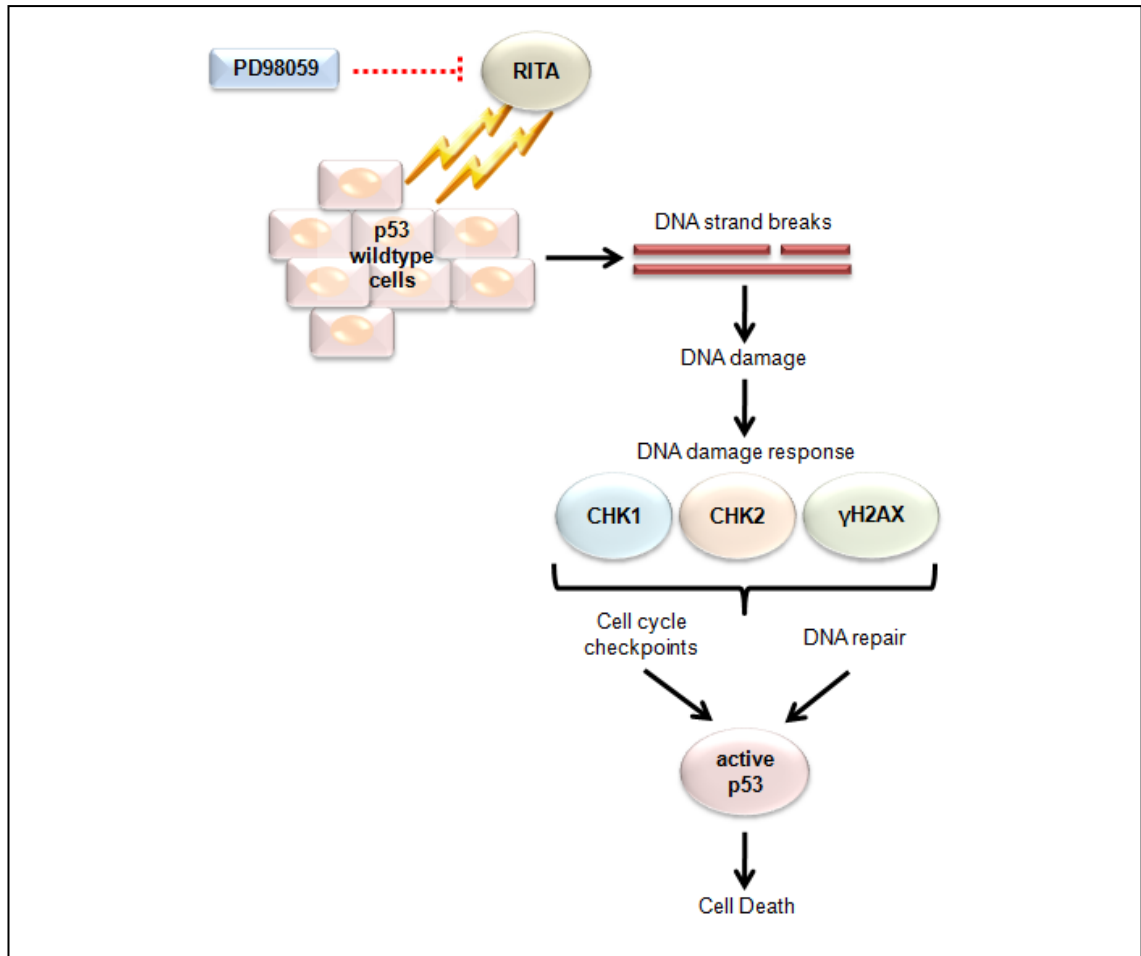 PD98059
RITA
p53
wildtype
cells
DNA strand breaks
DNA damage
DNA damage response
CHK1
CHK2
γH2AX
Cell cycle
checkpoints
DNA repair
active
p53
Cell Death